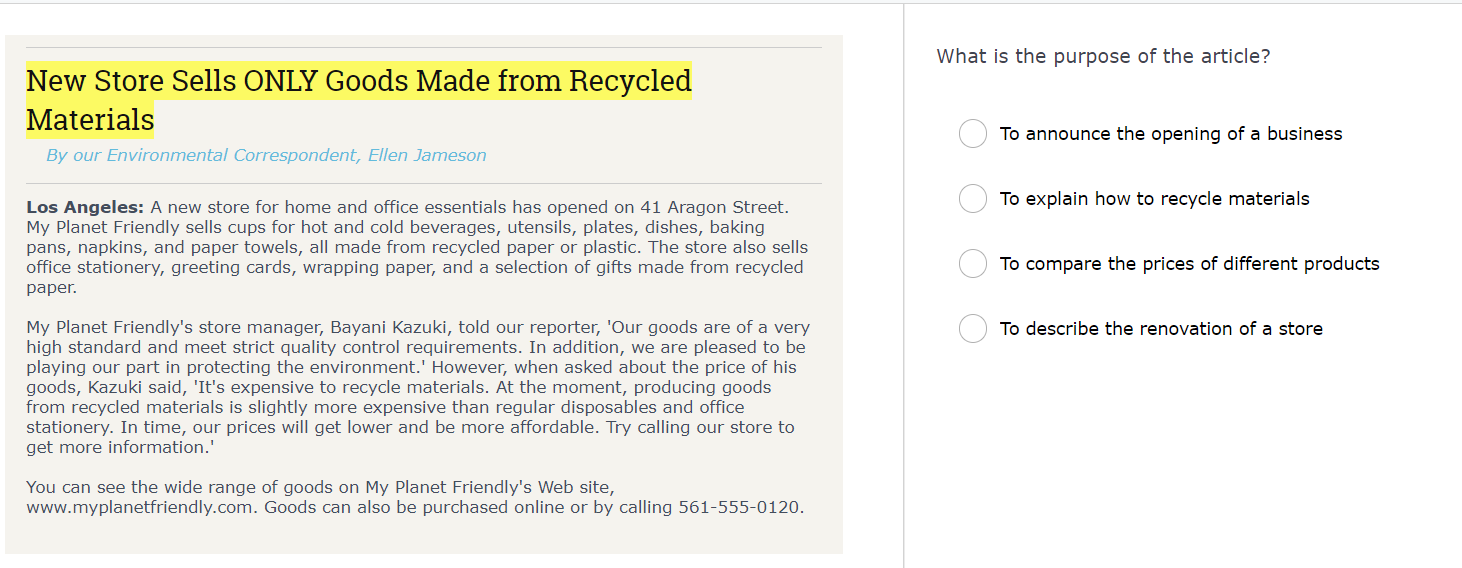 New Store Sells ONLY Goods Made from Recycled
Materials
By our Environmental Correspondent, Ellen Jameson
Los Angeles: A new store for home and office essentials has opened on 41 Aragon Street.
My Planet Friendly sells cups for hot and cold beverages, utensils, plates, dishes, baking
pans, napkins, and paper towels, all made from recycled paper or plastic. The store also sells
office stationery, greeting cards, wrapping paper, and a selection of gifts made from recycled
paper.
My Planet Friendly's store manager, Bayani Kazuki, told our reporter, 'Our goods are of a very
high standard and meet strict quality control requirements. In addition, we are pleased to be
playing our part in protecting the environment.' However, when asked about the price of his
goods, Kazuki said, 'It's expensive to recycle materials. At the moment, producing goods
from recycled materials is slightly more expensive than regular disposables and office
stationery. In time, our prices will get lower and be more affordable. Try calling our store to
get more information.'
You can see the wide range of goods on My Planet Friendly's Web site,
www.myplanetfriendly.com. Goods can also be purchased online or by calling 561-555-0120.
What is the purpose of the article?
To announce the opening of a business
To explain how to recycle materials
To compare the prices of different products
To describe the renovation of a store